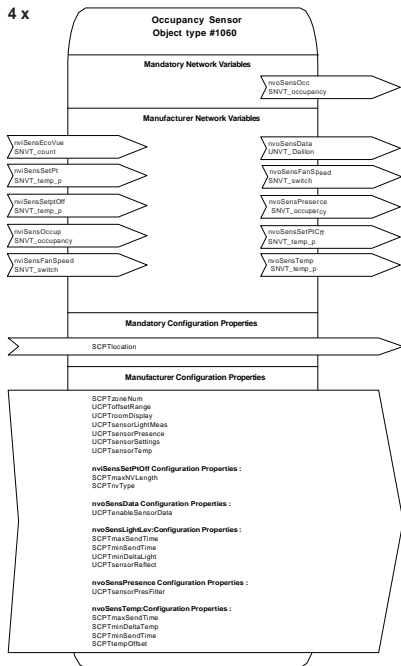 4 x
Occupancy Sensor
Object type #1060
Mandatory Network Variables
nvoSensOcc
SNVT_occupancy
Manufacturer Network Variables
nviSensEcoVue
SNVT_count
nviSensSetPt
SNVT_temp_p
nviSensSetptOff
SNVT_temp_p
nviSensOccup
SNVT_occupancy
nviSensFanSpeed
SNVT_switch
nvoSensData
UNVT_Dalilon
nvoSensFanSpeed
SNVT_switch
nvoSensPresence
SNVT_occupancy
nvoSensSetPtOff
SNVT_temp_p
nvoSensTemp
SNVT_temp_p
Mandatory Configuration Properties
SCPTlocation
Manufacturer Configuration Properties
SCPTzoneNum
UCPToffsetRange
UCPTroomDisplay
UCPTsensorLightMeas
UCPTsensorPresence
UCPTsensorSettings
UCPTsensorTemp
nviSensSetPtOff Configuration Properties :
SCPTmaxNVLength
SCPTnvType
nvoSensData Configuration Properties :
UCPTenableSensorData
nvoSensLightLev:Configuration Properties :
SCPTmaxSendTime
SCPTminSendTime
UCPTminDeltaLight
UCPTsensorReflect
nvoSensPresence Configuration Properties :
UCPTsensorPresFilter
nvoSensTemp:Configuration Properties :
SCPTmaxSendTime
SCPTminDeltaTemp
SCPTminSendTime
SCPTtempOffset